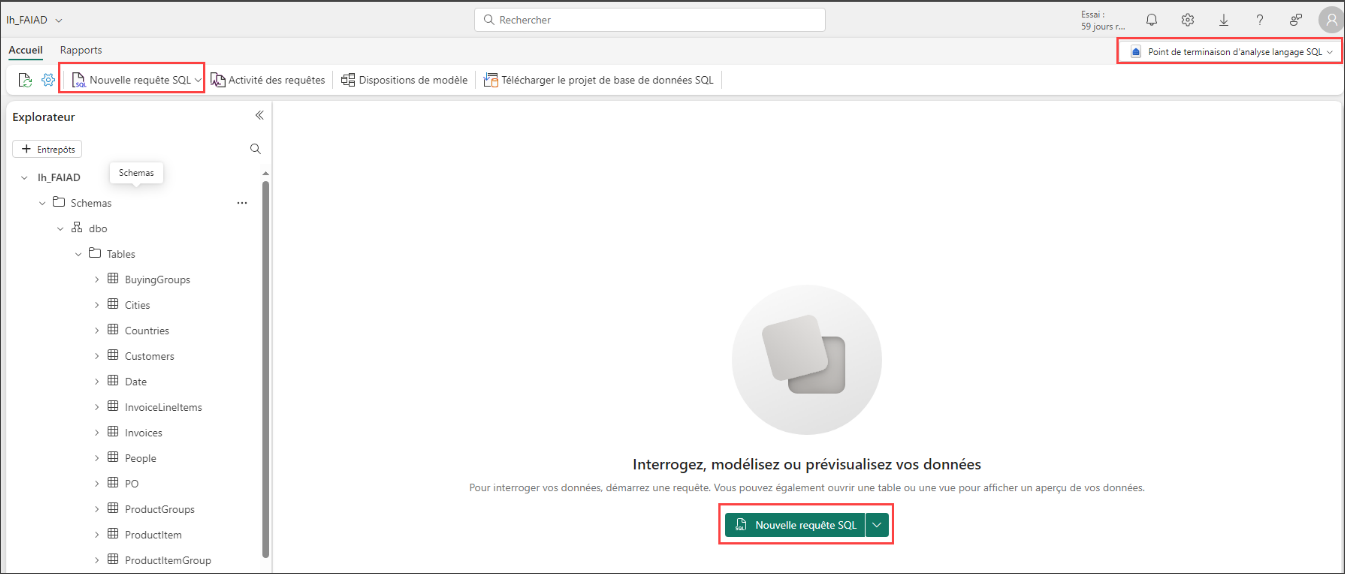 lh_FAIAD
Rechercher
Essai :
59 jours r...
Accueil
Rapports
Point de terminaison d'analyse langage SQL
Nouvelle requête SQL
Activité des requêtes
Dispositions de modèle
Télécharger le projet de base de données SQL
Explorateur
+ Entrepôts
lh_FAIAD
Schemas
Schemas
...
dbo
Tables
BuyingGroups
Cities
Countries
Customers
Date
InvoiceLineItems
Invoices
People
PO
ProductGroups
ProductItem
ProductItemGroup
Interrogez, modélisez ou prévisualisez vos données
Pour interroger vos données, démarrez une requête. Vous pouvez également ouvrir une table ou une vue pour afficher un aperçu de vos données.
Nouvelle requête SQL